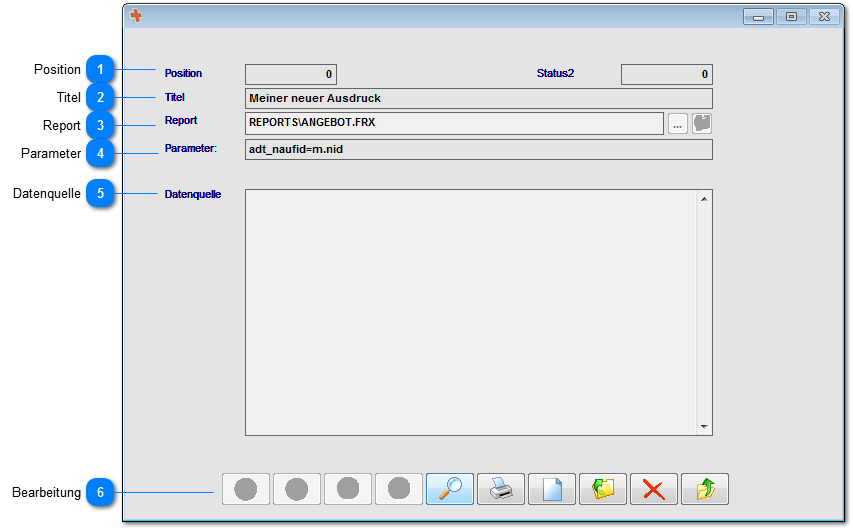 Position 1 Position 0 Status2 0
Titel 2 Titel Meiner neuer Ausdruck
Report 3 Report REPORTS\ANGEBOT.FRX ...
Parameter 4 Parameter: adt_naufid=m.nid
Datenquelle 5 Datenquelle
Bearbeitung 6